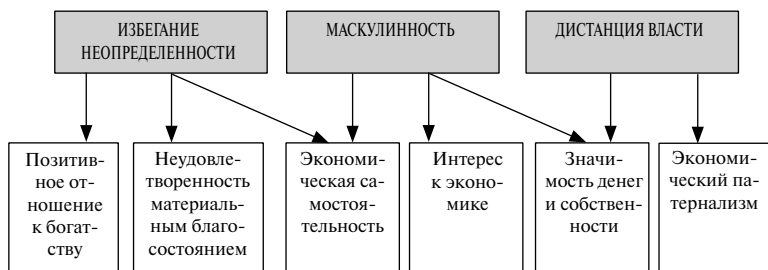 ИЗБЕГАНИЕ
НЕОПРЕДЕЛЕННОСТИ
МАСКУЛИННОСТЬ
ДИСТАНЦИЯ ВЛАСТИ
Позитив-
ное от-
ношение
к богат-
ству
Неудовле-
творенность
материаль-
ным благо-
состоянием
Экономи-
ческая са-
мостоя-
тельность
Интерес
к эконо-
мике
Значи-
мость денег
и собствен-
ности
Экономи-
ческий па-
тернализм